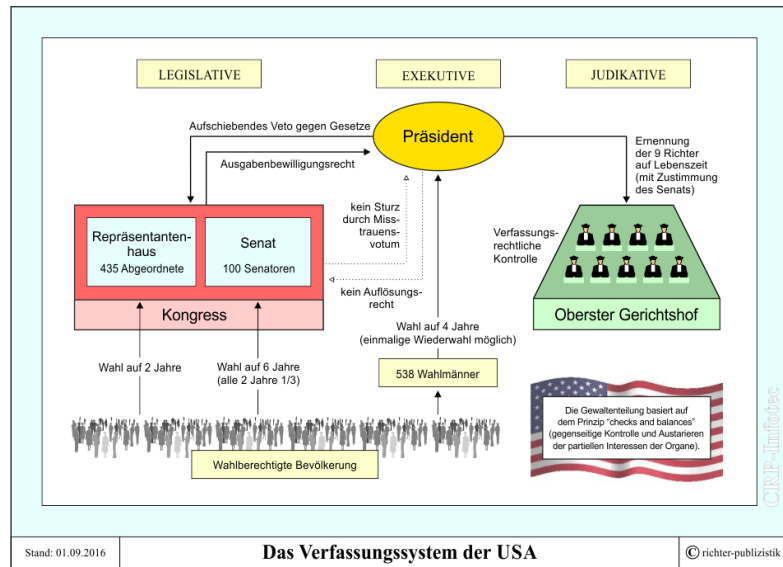 LEGISLATIVE
EXEKUTIVE
JUDIKATIVE
Aufschiebendes Veto gegen Gesetze
Präsident
Ausgabenbewilligungsrecht
Ernennung
der 9 Richter
auf Lebenszeit
(mit Zustimmung
des Senats)
kein Sturz
durch Miss-
trauens-
votum
Repräsentanten-
haus
435 Abgeordnete
Senat
100 Senatoren
Verfassungs-
rechtliche
Kontrolle
kein Auflösungs-
recht
Kongress
Oberster Gerichtshof
Wahl auf 2 Jahre
Wahl auf 6 Jahre
(alle 2 Jahre 1/3)
Wahl auf 4 Jahre
(einmalige Wiederwahl möglich)
538 Wahlmänner
Die Gewaltenteilung basiert auf
dem Prinzip "checks and balances"
(gegenseitige Kontrolle und Austarieren
der partiellen Interessen der Organe).
Wahlberechtigte Bevölkerung
CRP-Infotec
Stand: 01.09.2016
Das Verfassungssystem der USA
© richter-publizistik